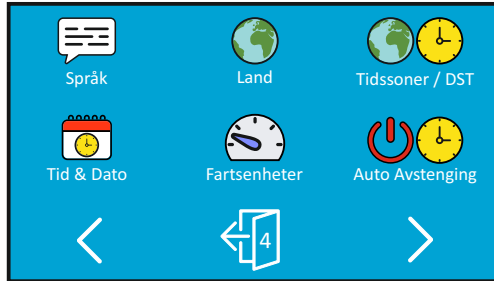 Språk
Land
Tidssoner / DST
Tid & Dato
Fartsenheter
Auto Avstenging
4